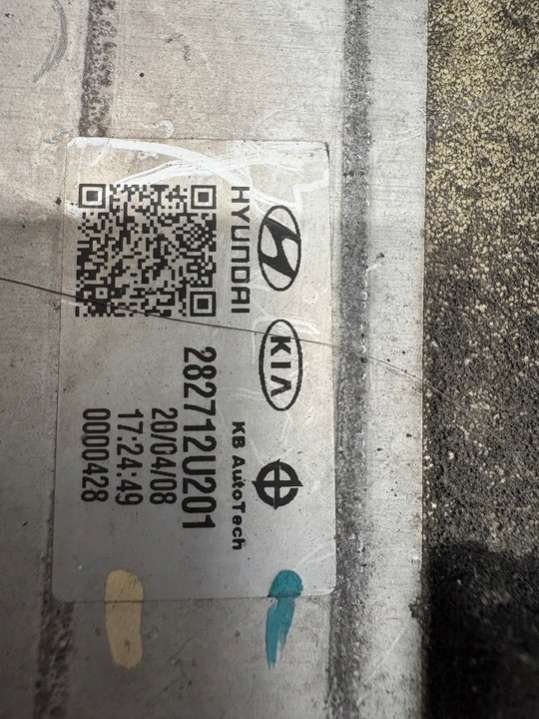 HYUNDAI
KIA
KB AutoTech
282712U201
20/04/08
17:24:49
0000428